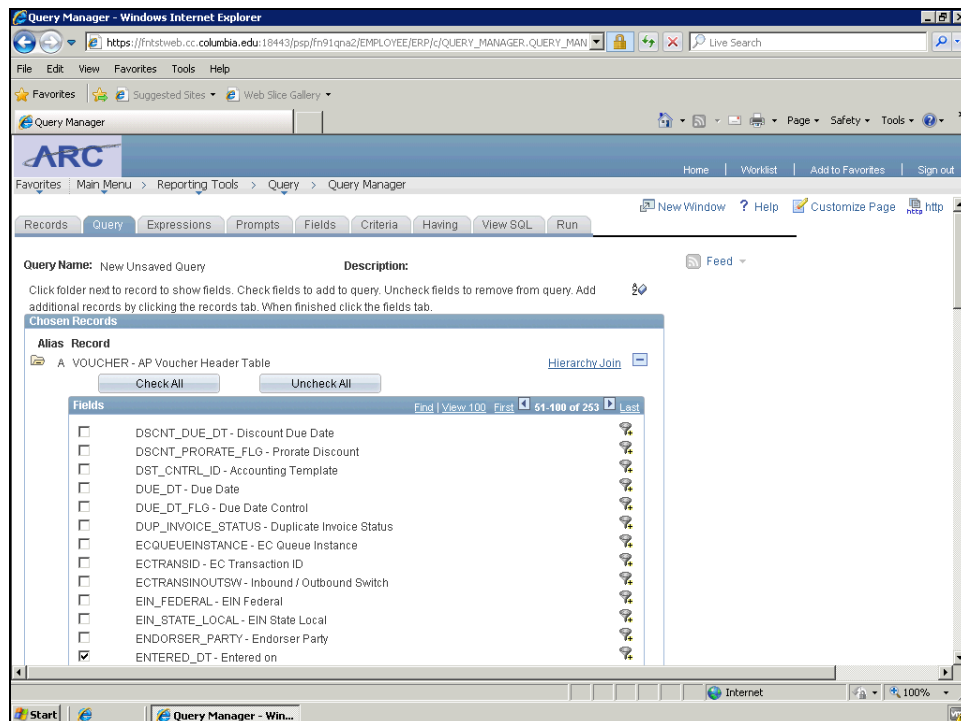 Query Manager - Windows Internet Explorer
https://fntstweb.cc.columbia.edu:18443/psp/fn91qna2/EMPLOYEE/ERP/c/QUERY_MANAGER.QUERY_MAN
Live Search
File Edit View Favorites Tools Help
Favorites Suggested Sites Web Slice Gallery
Query Manager Page Safety Tools
ARC
Home | Worklist | Add to Favorites | Sign out
Favorites Main Menu > Reporting Tools > Query > Query Manager
New Window ? Help Customize Page http
Records Query Expressions Prompts Fields Criteria Having View SQL Run
Query Name: New Unsaved Query Description: Feed
Click folder next to record to show fields. Check fields to add to query. Uncheck fields to remove from query. Add
additional records by clicking the records tab. When finished click the fields tab.
Chosen Records
Alias Record
A VOUCHER - AP Voucher Header Table Hierarchy Join
Check All Uncheck All
Fields Find | View 100 First 51-100 of 253 Last
DSCNT_DUE_DT - Discount Due Date
DSCNT_PRORATE_FLG - Prorate Discount
DST_CNTRL_ID - Accounting Template
DUE_DT - Due Date
DUE_DT_FLG - Due Date Control
DUP_INVOICE_STATUS - Duplicate Invoice Status
ECQUEUEINSTANCE - EC Queue Instance
ECTRANSID - EC Transaction ID
ECTRANSINOUTSW - Inbound / Outbound Switch
EIN_FEDERAL - EIN Federal
EIN_STATE_LOCAL - EIN State Local
ENDORSER_PARTY - Endorser Party
ENTERED_DT - Entered on
Internet 100%
Start Query Manager - Win...